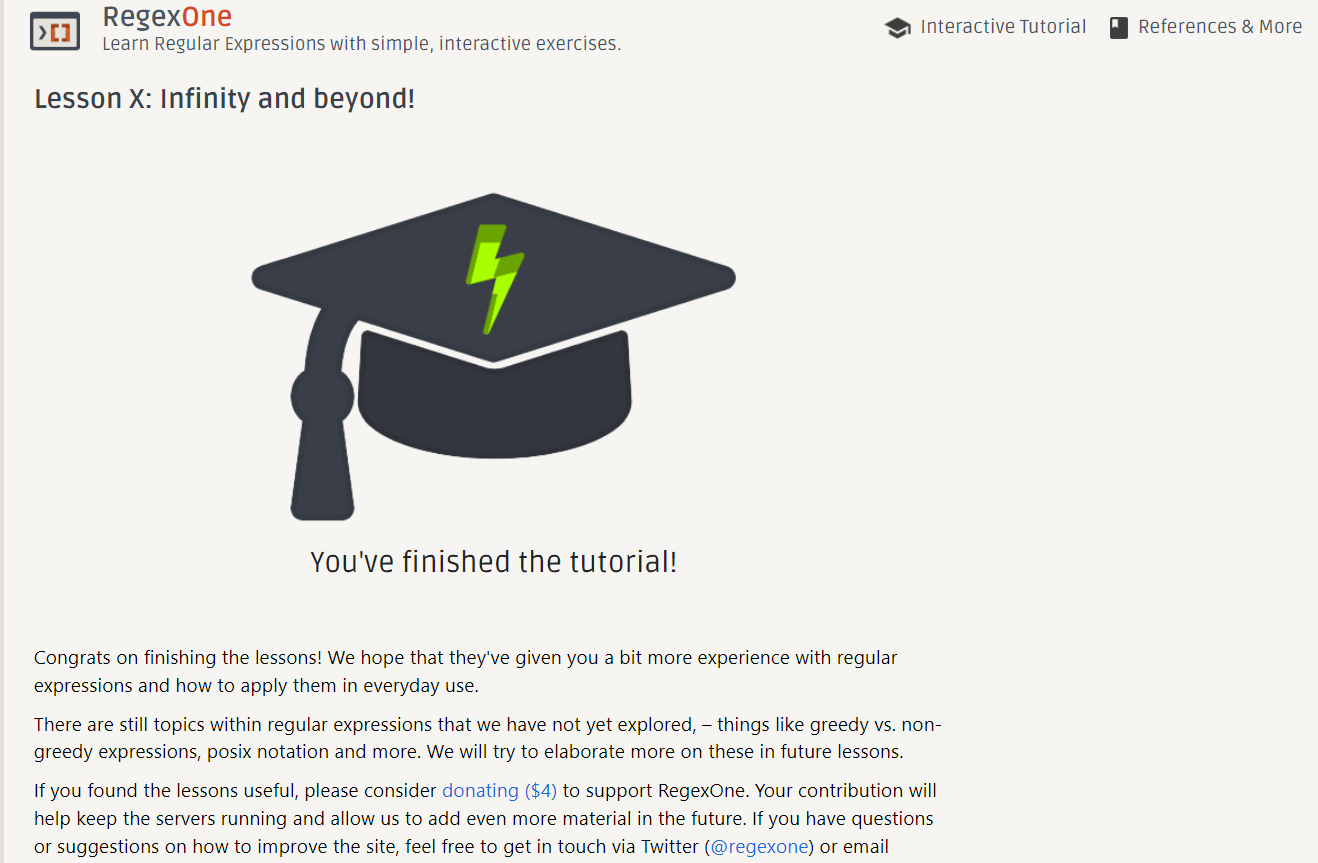 RegexOne
Learn Regular Expressions with simple, interactive exercises.
Interactive Tutorial
References & More
Lesson X: Infinity and beyond!
You've finished the tutorial!
Congrats on finishing the lessons! We hope that they've given you a bit more experience with regular
expressions and how to apply them in everyday use.
There are still topics within regular expressions that we have not yet explored, – things like greedy vs. non-
greedy expressions, posix notation and more. We will try to elaborate more on these in future lessons.
If you found the lessons useful, please consider donating ($4) to support RegexOne. Your contribution will
help keep the servers running and allow us to add even more material in the future. If you have questions
or suggestions on how to improve the site, feel free to get in touch via Twitter (@regexone) or email